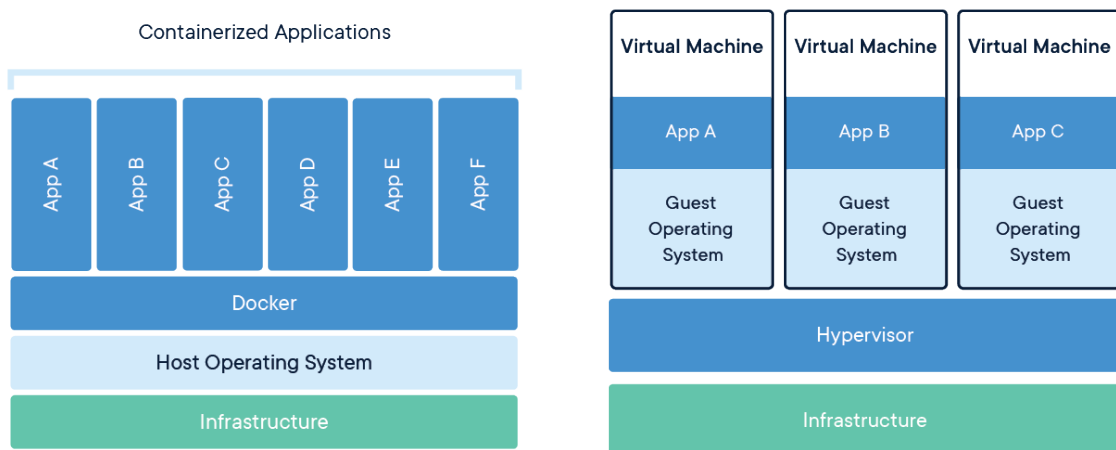 Containerized Applications
App A
App B
App C
App D
App E
App F
Docker
Host Operating System
Infrastructure
Virtual Machine
App A
Guest
Operating
System
Virtual Machine
App B
Guest
Operating
System
Virtual Machine
App C
Guest
Operating
System
Hypervisor
Infrastructure